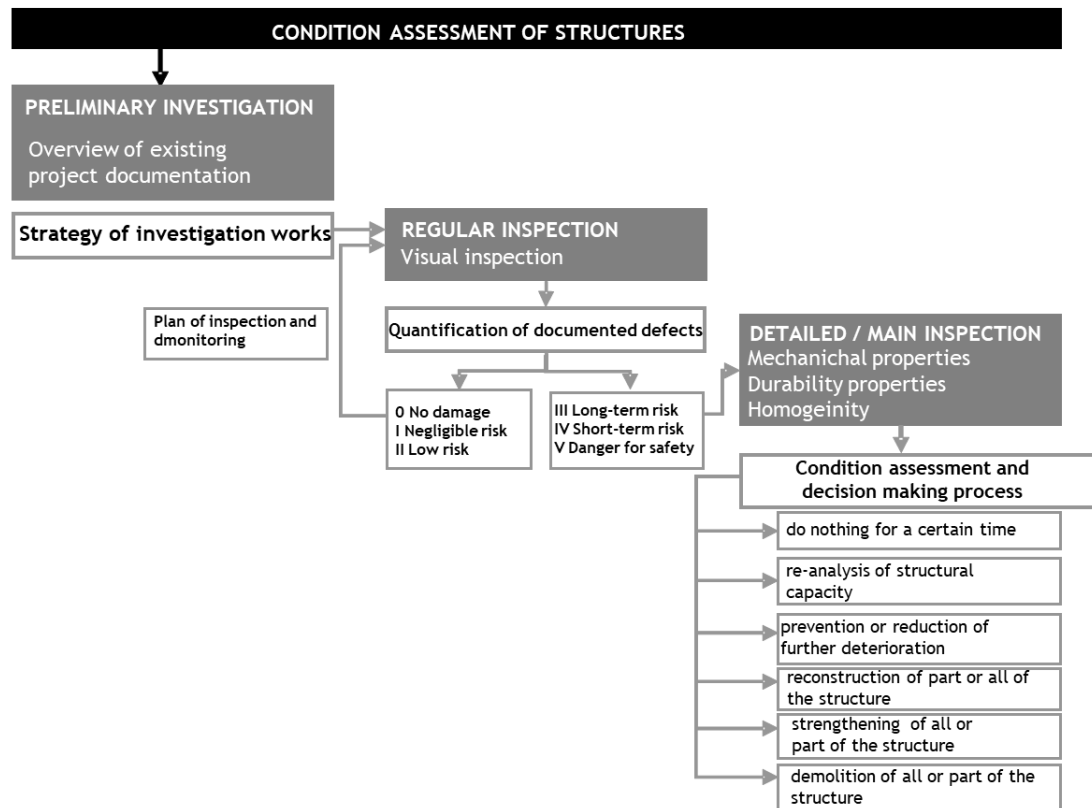 CONDITION ASSESSMENT OF STRUCTURES
PRELIMINARY INVESTIGATION
Overview of existing
project documentation
Strategy of investigation works
REGULAR INSPECTION
Visual inspection
Plan of inspection and
dmonitoring
Quantification of documented defects
0 No damage
I Negligible risk
II Low risk
III Long-term risk
IV Short-term risk
V Danger for safety
DETAILED / MAIN INSPECTION
Mechanichal properties
Durability properties
Homogeinity
Condition assessment and
decision making process
do nothing for a certain time
re-analysis of structural
capacity
prevention or reduction of
further deterioration
reconstruction of part or all of
the structure
strengthening of all or
part of the structure
demolition of all or part of the
structure